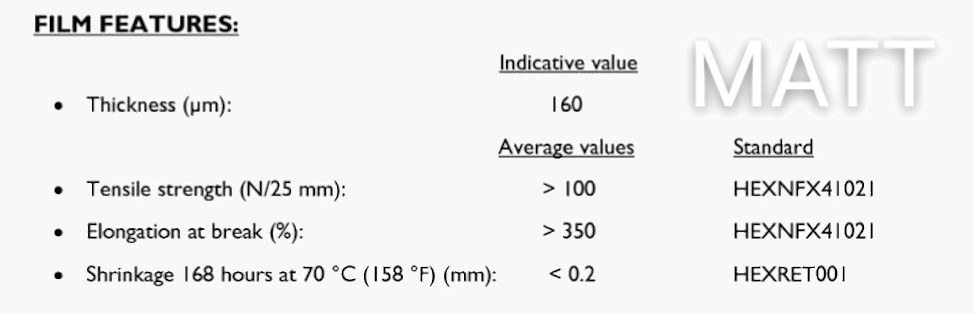 FILM FEATURES:
Indicative value
MATT
• Thickness (µm): 160
Average values Standard
• Tensile strength (N/25 mm): > 100 HEXNFX41021
• Elongation at break (%): > 350 HEXNFX41021
• Shrinkage 168 hours at 70 °C (158 °F) (mm): < 0.2 HEXRET001